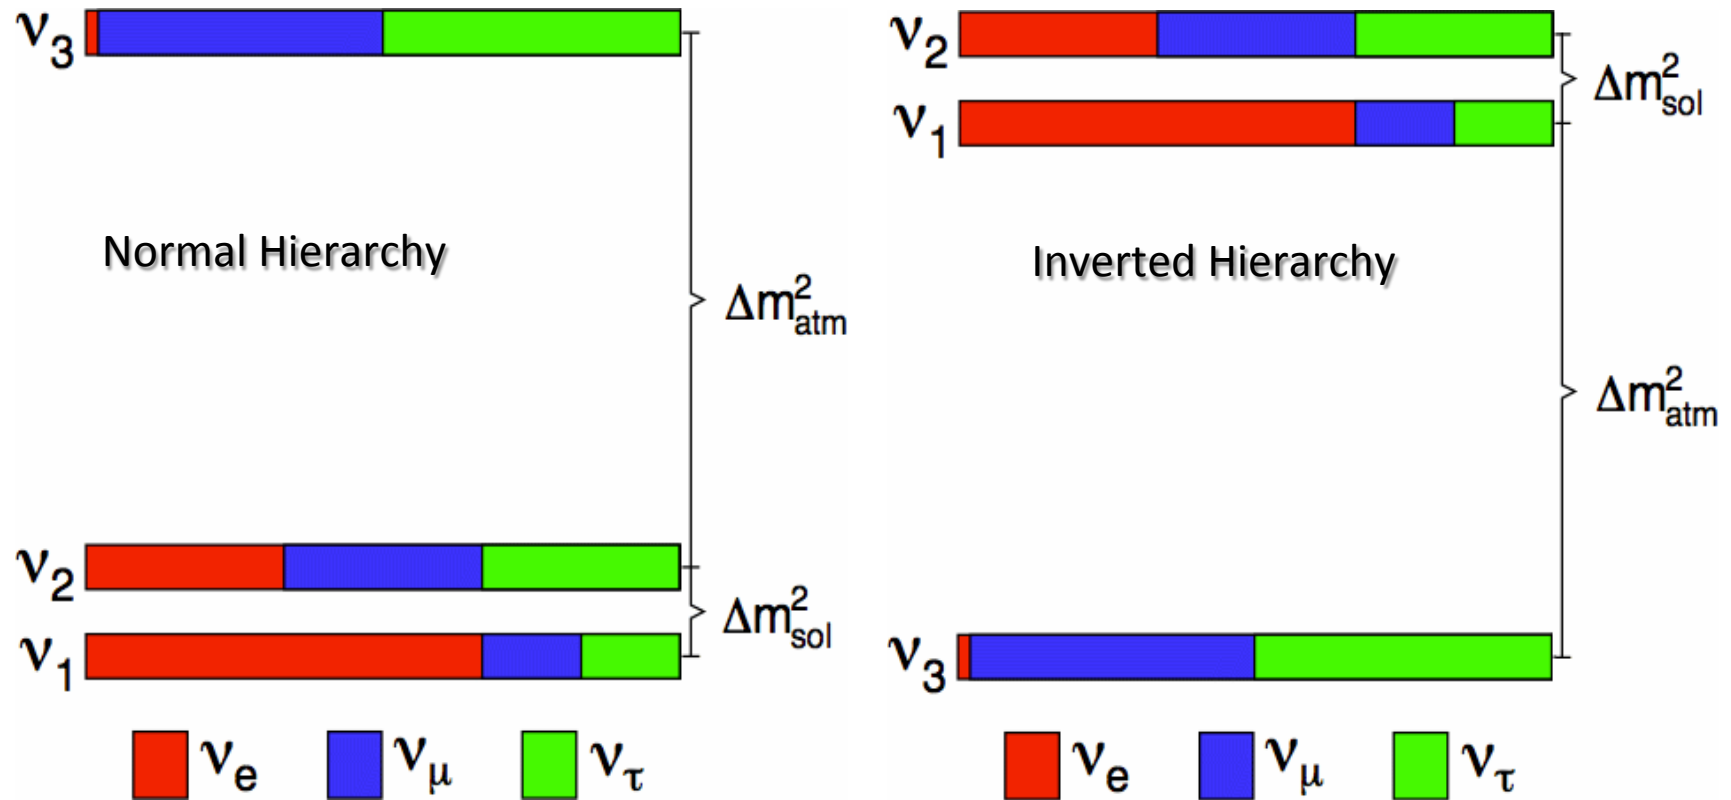 ν3
Normal Hierarchy
Δm²atm
ν2
Δm²sol
ν1
νe νμ ντ
ν2
Δm²sol
ν1
Inverted Hierarchy
Δm²atm
ν3
νe νμ ντ